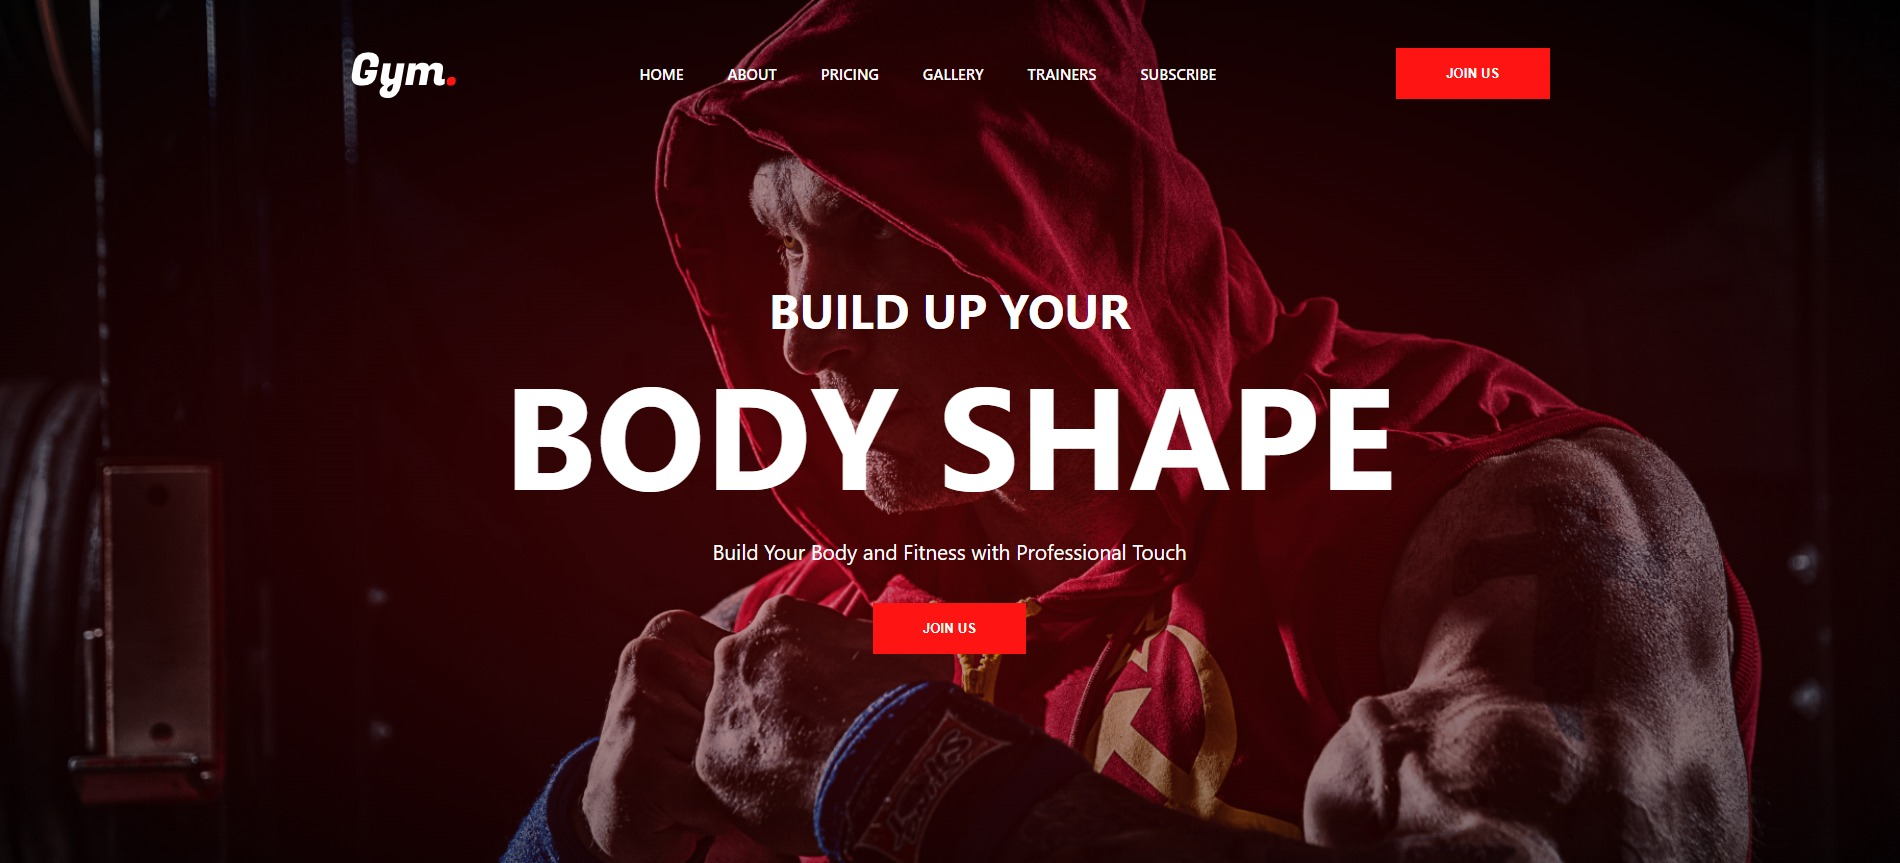 Gym.
HOME ABOUT PRICING GALLERY TRAINERS SUBSCRIBE
JOIN US
BUILD UP YOUR
BODY SHAPE
Build Your Body and Fitness with Professional Touch
JOIN US